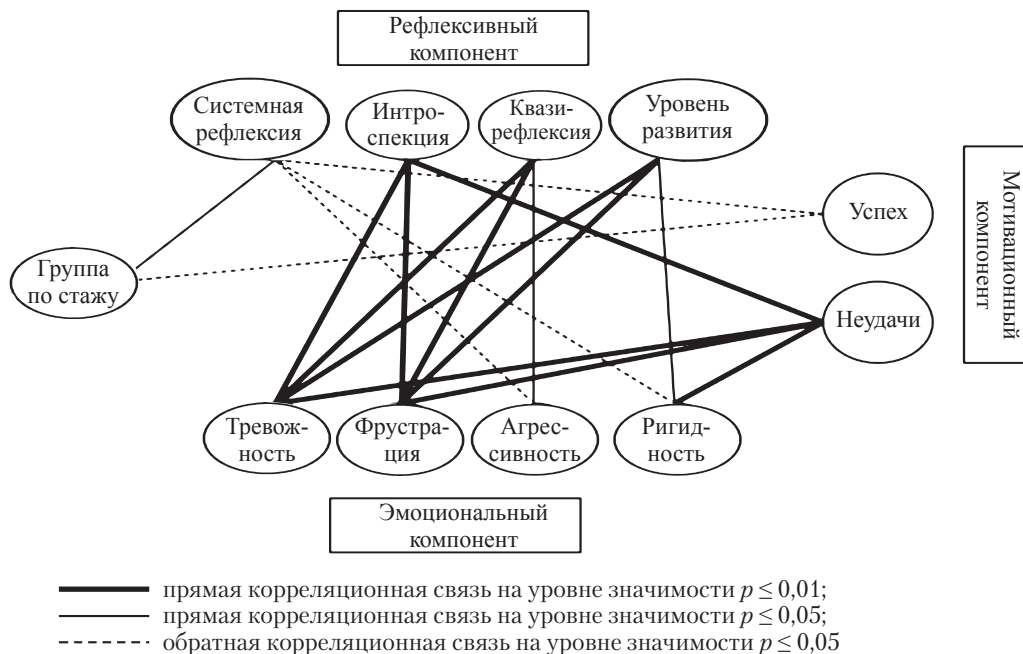 Рефлексивный
компонент
Системная
рефлексия
Интро-
спекция
Квази-
рефлексия
Уровень
развития
Мотивационный
компонент
Успех
Группа
по стажу
Неудачи
Тревож-
ность
Фрустра-
ция
Агрес-
сивность
Ригид-
ность
Эмоциональный
компонент
прямая корреляционная связь на уровне значимости p ≤ 0,01;
прямая корреляционная связь на уровне значимости p ≤ 0,05;
обратная корреляционная связь на уровне значимости p ≤ 0,05